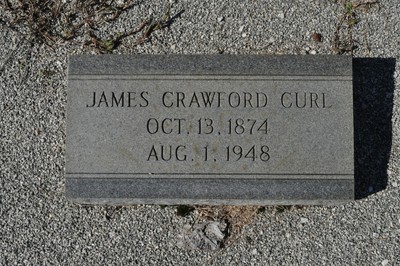 JAMES CRAWFORD CURL
OCT. 13, 1874
AUG. 1, 1948